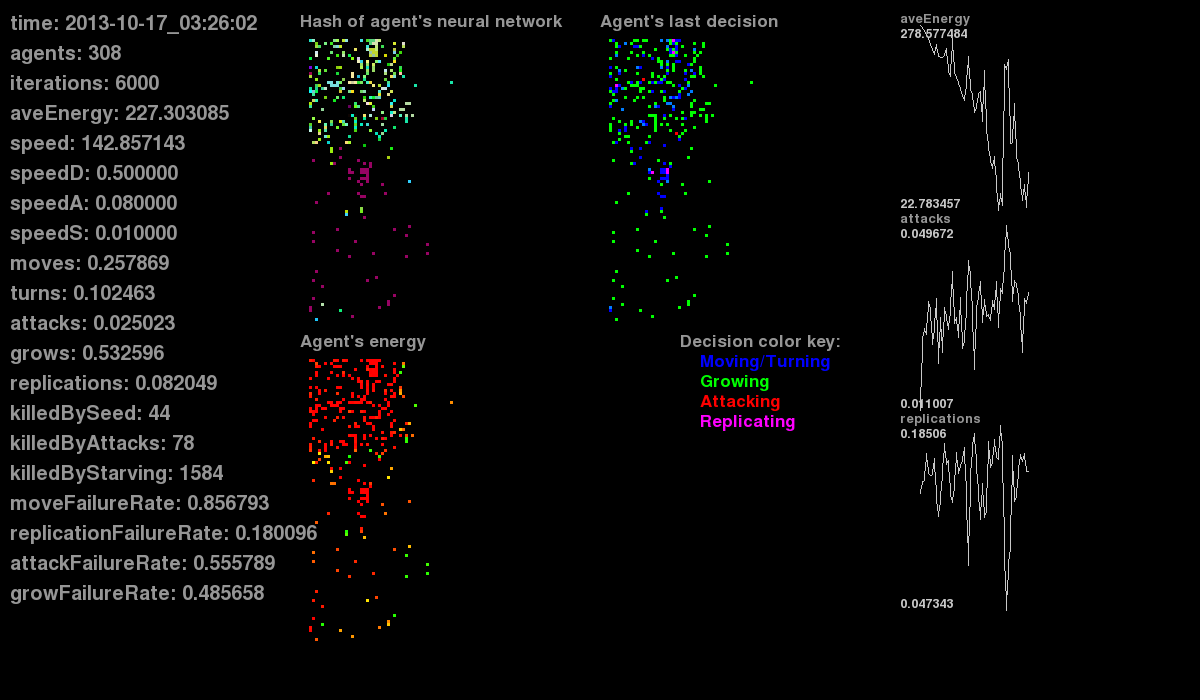 time: 2013-10-17_03:26:02
agents: 308
iterations: 6000
aveEnergy: 227.303085
speed: 142.857143
speedD: 0.500000
speedA: 0.080000
speedS: 0.010000
moves: 0.257869
turns: 0.102463
attacks: 0.025023
grows: 0.532596
replications: 0.082049
killedBySeed: 44
killedByAttacks: 78
killedByStarving: 1584
moveFailureRate: 0.856793
replicationFailureRate: 0.180096
attackFailureRate: 0.555789
growFailureRate: 0.485658
Hash of agent's neural network
Agent's last decision
Agent's energy
Decision color key:
Moving/Turning
Growing
Attacking
Replicating
aveEnergy
278.577484
22.783457
attacks
0.049672
0.011007
replications
0.18506
0.047343